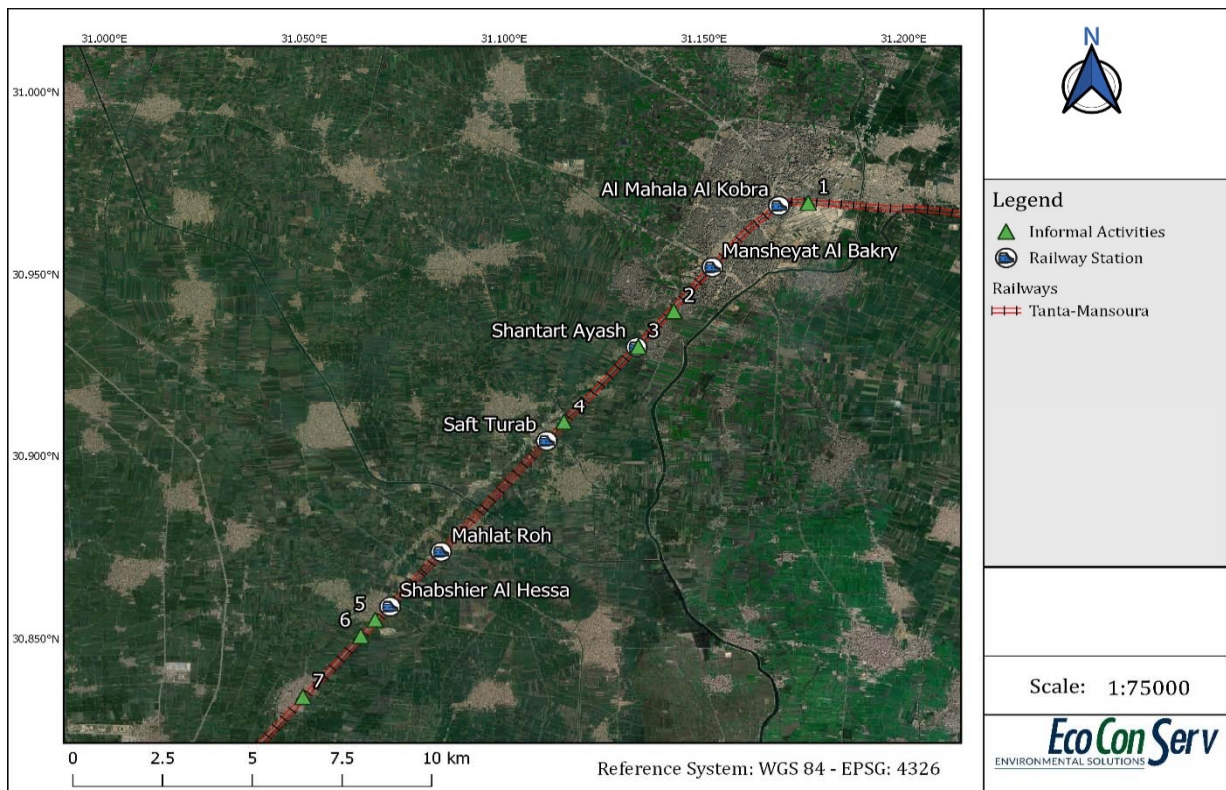 31.000°E 31.050°E 31.100°E 31.150°E 31.200°E
31.000°N
30.950°N
30.900°N
30.850°N
Al Mahala Al Kobra
1
Mansheyat Al Bakry
2
Shantart Ayash
3
4
Saft Turab
Mahlat Roh
Shabshier Al Hessa
5
6
7
0 2.5 5 7.5 10 km
Reference System: WGS 84 - EPSG: 4326
N
Legend
Informal Activities
Railway Station
Railways
Tanta-Mansoura
Scale: 1:75000
EcoConServ
ENVIRONMENTAL SOLUTIONS